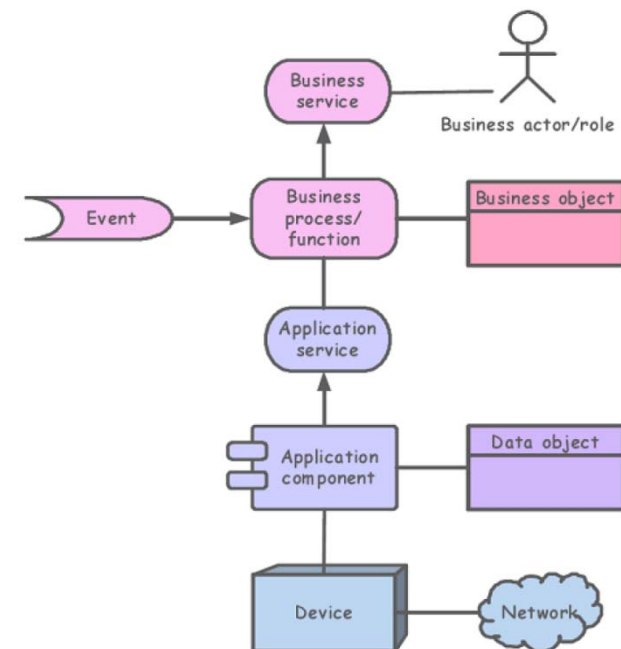 Business
service
Business actor/role
Event
Business
process/
function
Business object
Application
service
Application
component
Data object
Device
Network